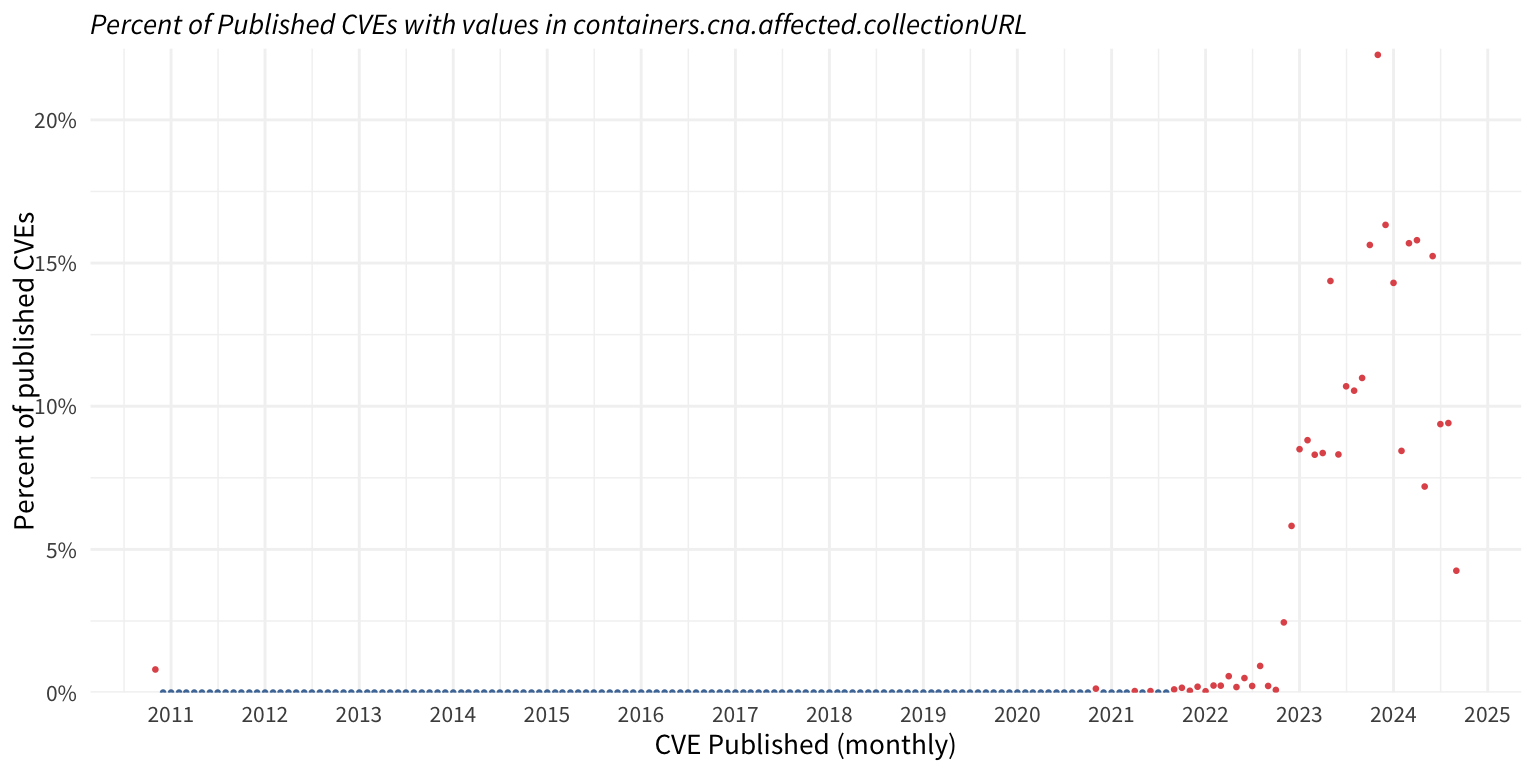 Percent of Published CVEs with values in containers.cna.affected.collectionURL
Percent of published CVEs
20%
15%
10%
5%
0%
2011 2012 2013 2014 2015 2016 2017 2018 2019 2020 2021 2022 2023 2024 2025
CVE Published (monthly)